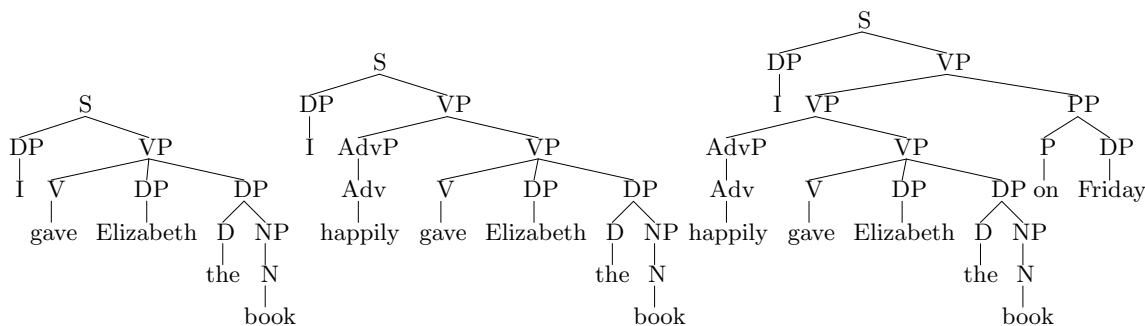 S
S VP
S DP VP
DP VP I VP PP
DP VP I AdvP VP AdvP VP P DP
I V DP DP Adv V DP DP Adv V DP DP on Friday
gave Elizabeth D NP happily gave Elizabeth D NP happily gave Elizabeth D NP
the N the N the N
book book book